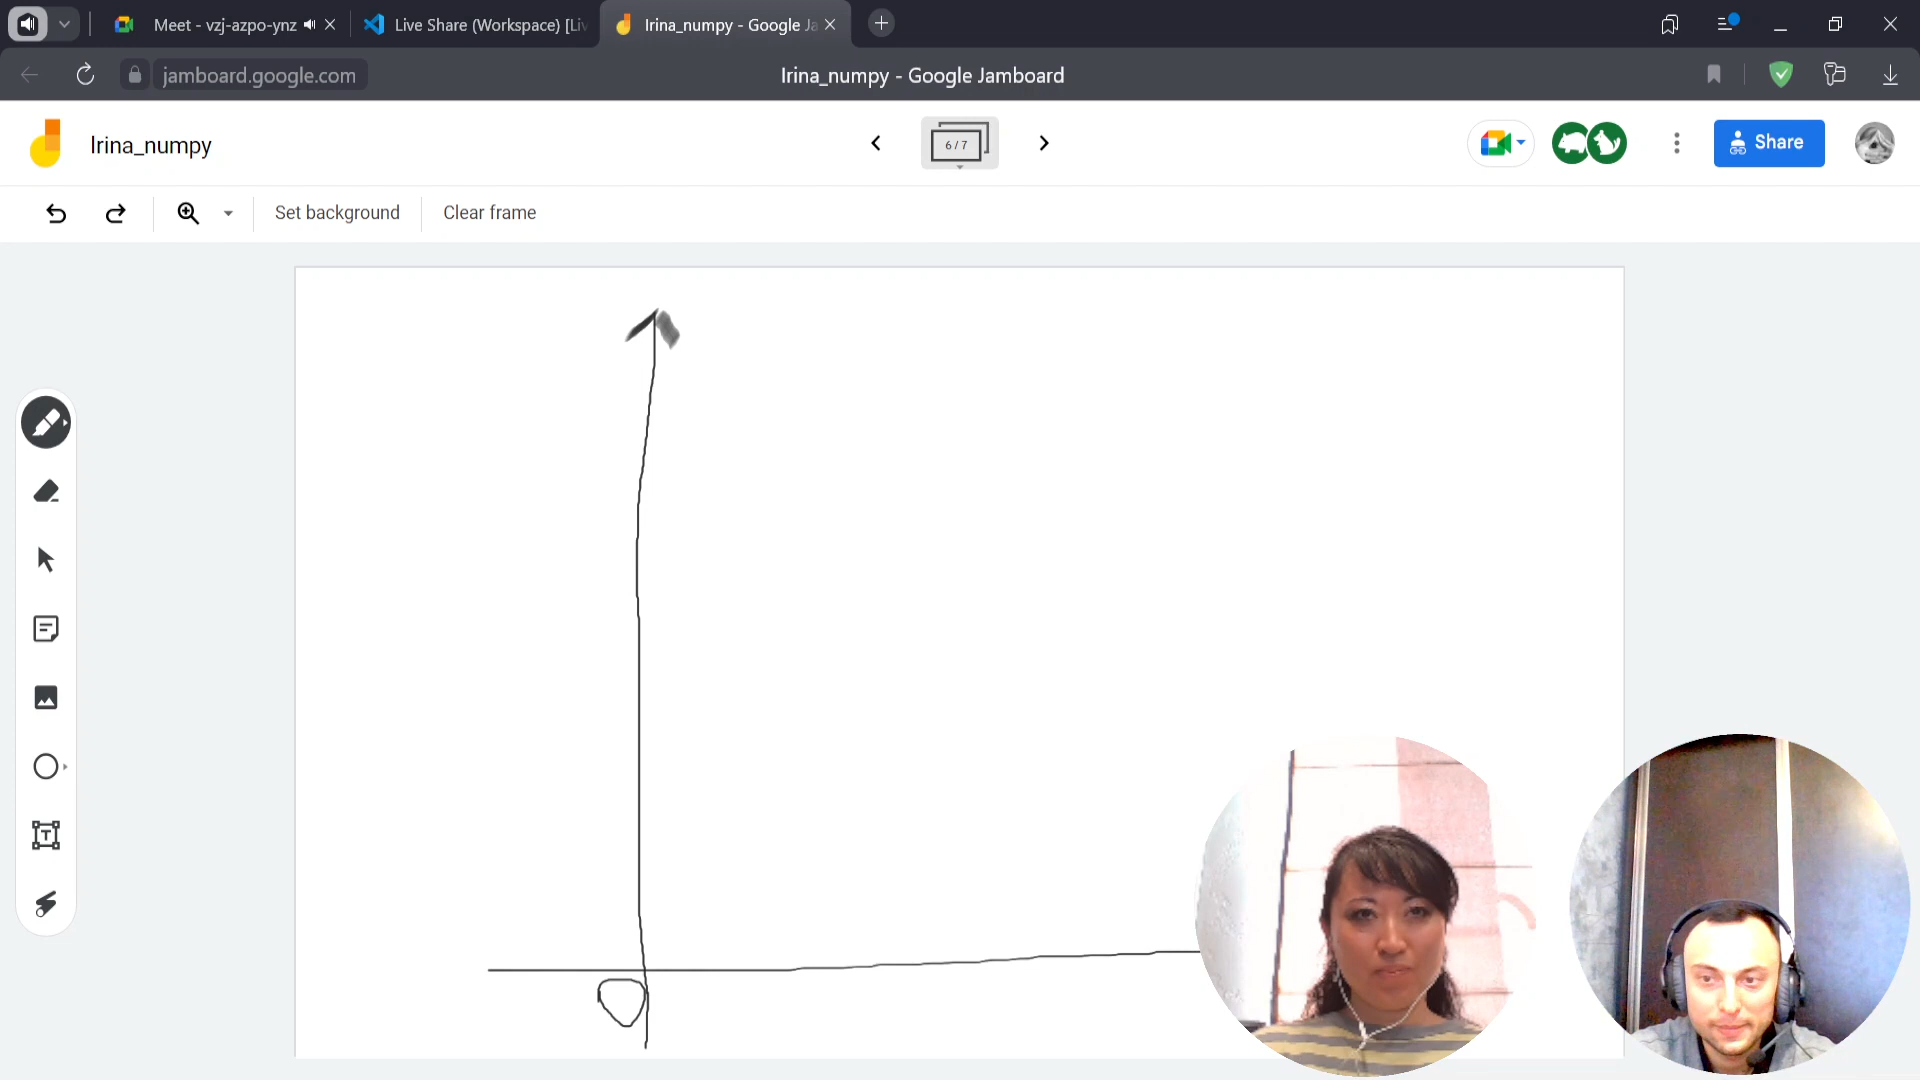 Meet - vzj-azpo-ynz
Live Share (Workspace) [Liv
Irina_numpy - Google Ja
jamboard.google.com
Irina_numpy - Google Jamboard
Irina_numpy
6 / 7
Share
Set background
Clear frame